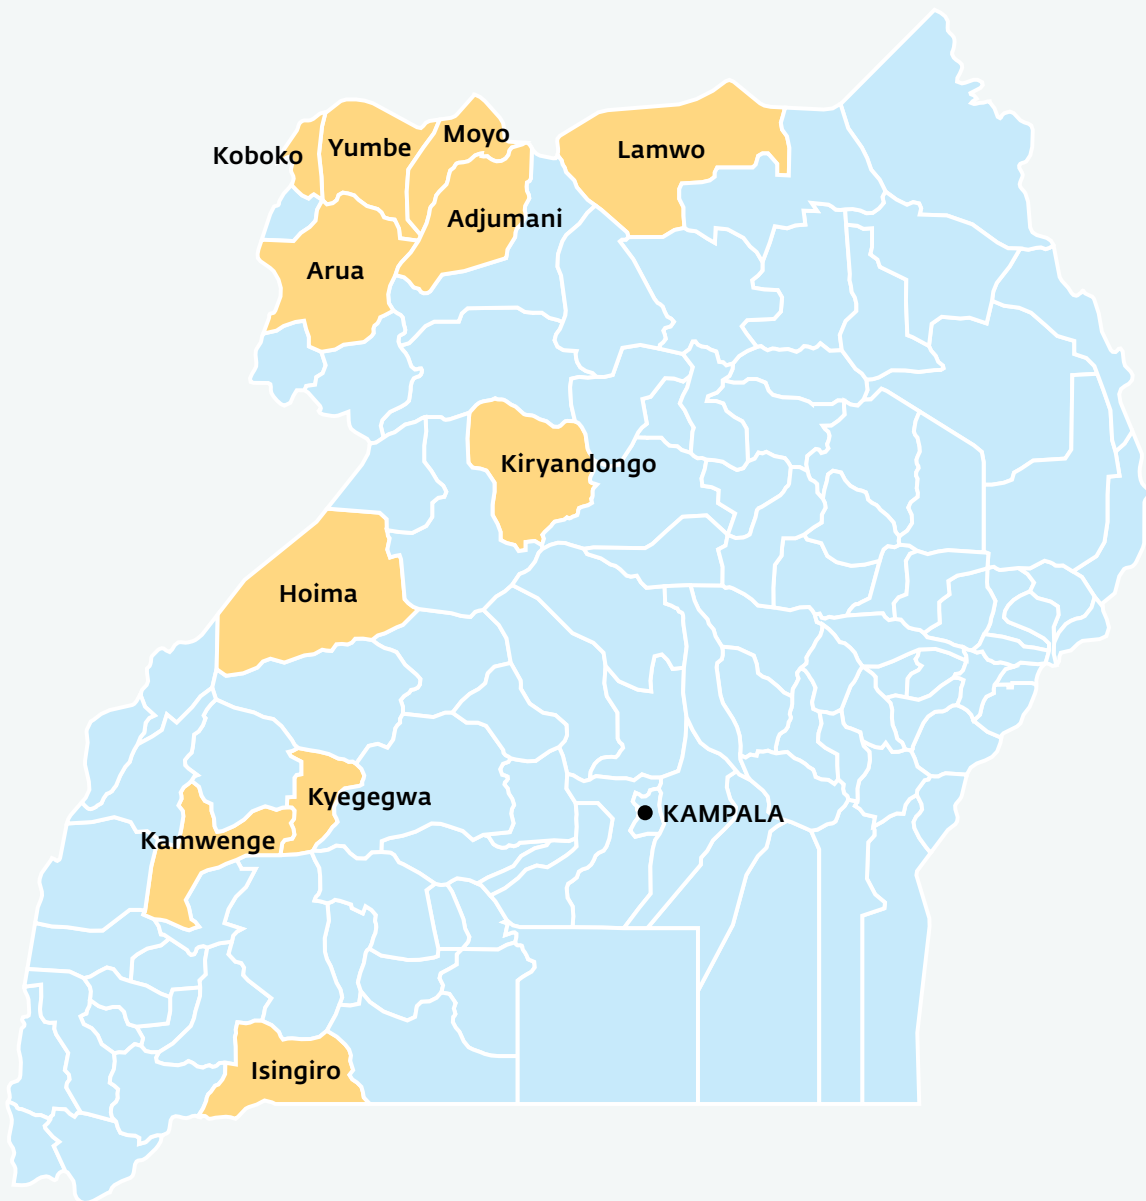 Koboko
Yumbe
Moyo
Lamwo
Adjumani
Arua
Kiryandongo
Hoima
Kyegegwa
KAMPALA
Kamwenge
Isingiro